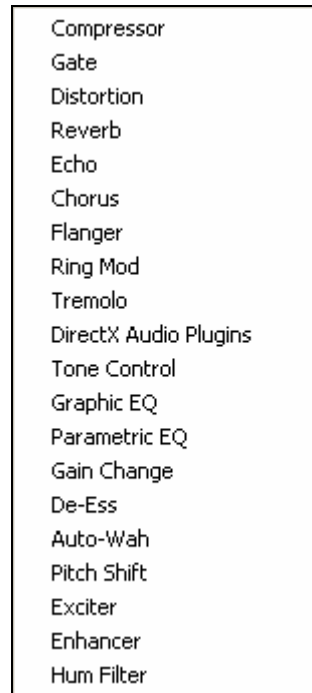 Compressor
Gate
Distortion
Reverb
Echo
Chorus
Flanger
Ring Mod
Tremolo
DirectX Audio Plugins
Tone Control
Graphic EQ
Parametric EQ
Gain Change
De-Ess
Auto-Wah
Pitch Shift
Exciter
Enhancer
Hum Filter